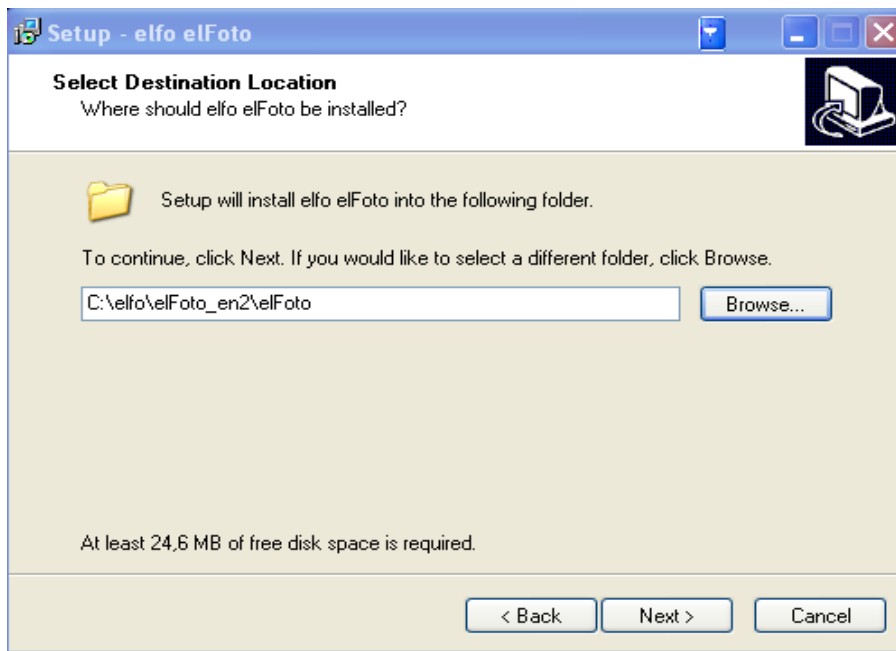 Setup - elfo elFoto
Select Destination Location
Where should elfo elFoto be installed?
Setup will install elfo elFoto into the following folder.
To continue, click Next. If you would like to select a different folder, click Browse.
C:\elfo\elFoto_en2\elFoto
Browse...
At least 24,6 MB of free disk space is required.
< Back
Next >
Cancel